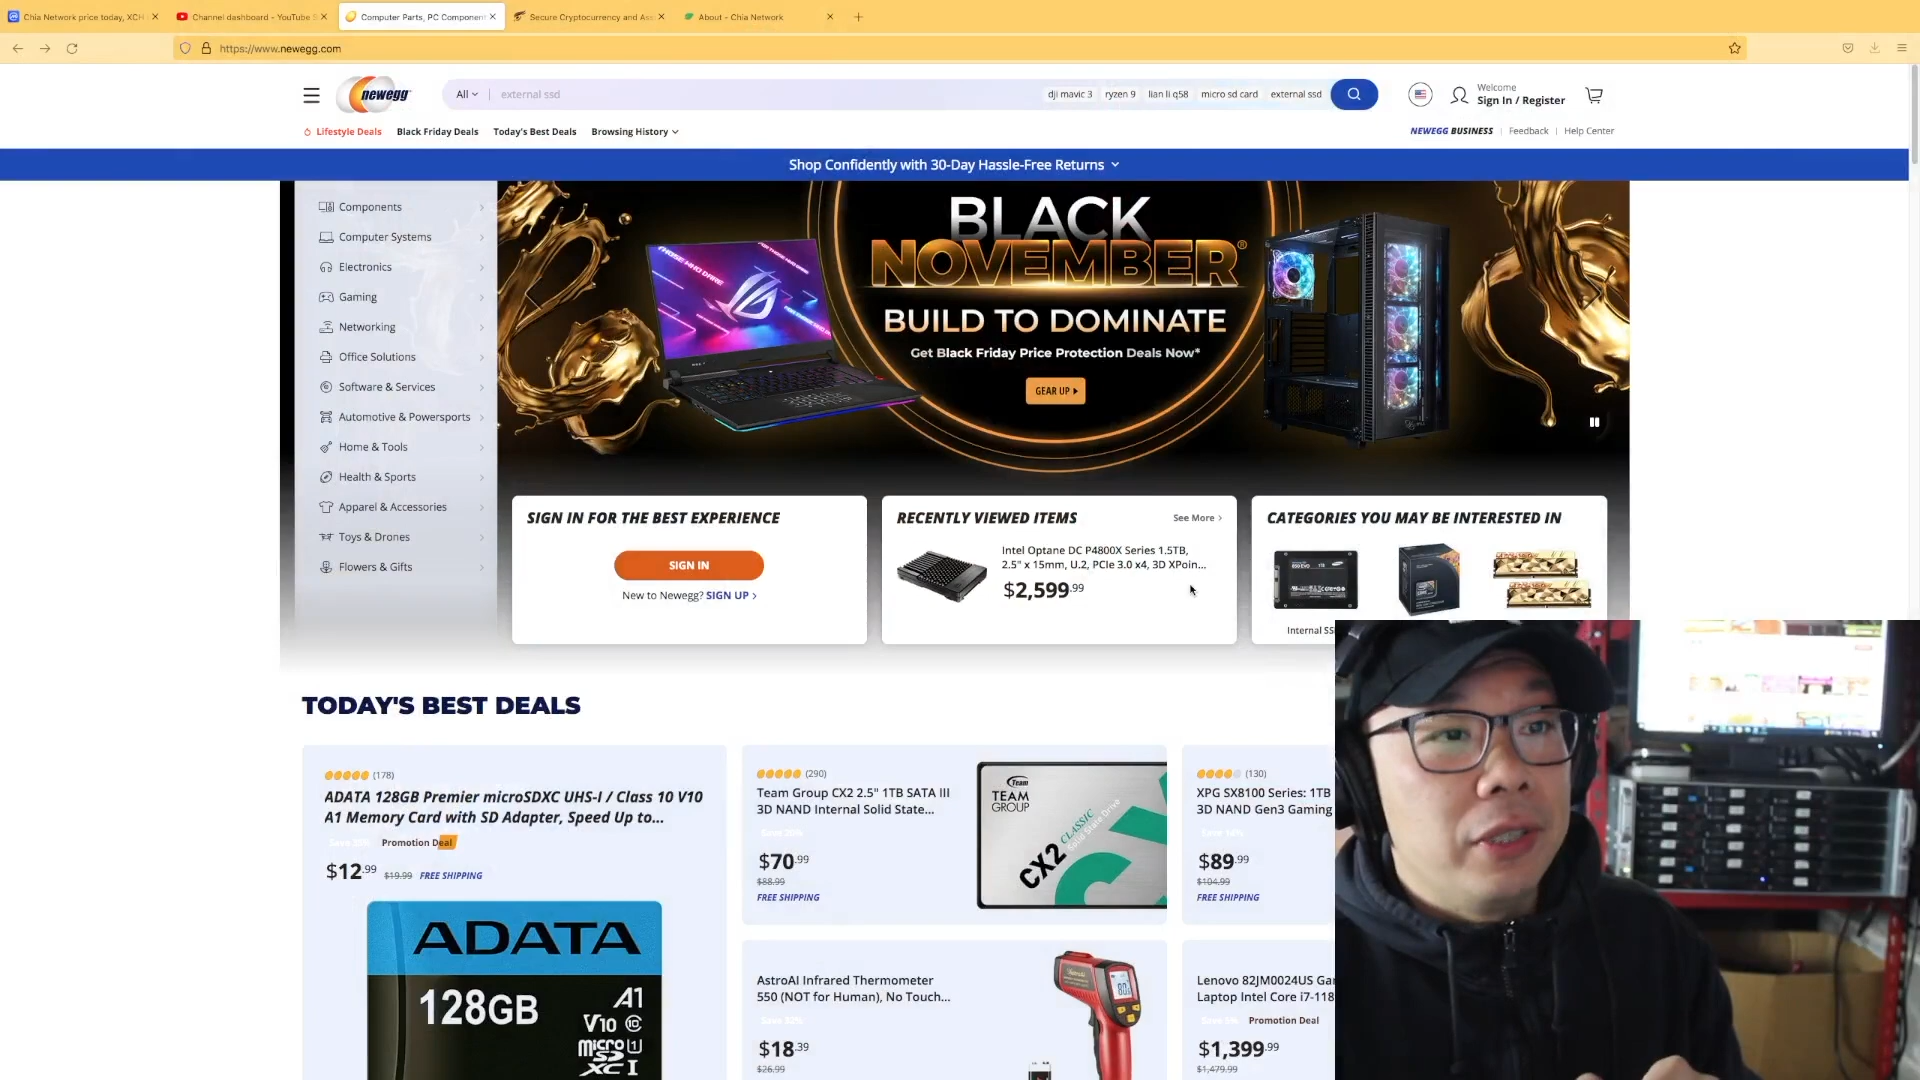 Chia Network price today, XCH
Channel dashboard - YouTube S
Computer Parts, PC Component
Secure Cryptocurrency and Ass
About - Chia Network
https://www.newegg.com
newegg
All
external ssd
dji mavic 3
ryzen 9
lian li q58
micro sd card
external ssd
Welcome
Sign In / Register
Lifestyle Deals
Black Friday Deals
Today's Best Deals
Browsing History
NEWEGG BUSINESS
Feedback
Help Center
Shop Confidently with 30-Day Hassle-Free Returns
Components
Computer Systems
Electronics
Gaming
Networking
Office Solutions
Software & Services
Automotive & Powersports
Home & Tools
Health & Sports
Apparel & Accessories
Toys & Drones
Flowers & Gifts
BLACK
NOVEMBER®
BUILD TO DOMINATE
Get Black Friday Price Protection Deals Now*
GEAR UP
SIGN IN FOR THE BEST EXPERIENCE
SIGN IN
New to Newegg? SIGN UP
RECENTLY VIEWED ITEMS
See More
Intel Optane DC P4800X Series 1.5TB,
2.5" x 15mm, U.2, PCIe 3.0 x4, 3D XPoin...
$2,599.99
CATEGORIES YOU MAY BE INTERESTED IN
Internal SS
TODAY'S BEST DEALS
(178)
ADATA 128GB Premier microSDXC UHS-I / Class 10 V10
A1 Memory Card with SD Adapter, Speed Up to...
Promotion Deal
$12.99 $19.99 FREE SHIPPING
ADATA
128GB
A1
V10
micro
SD
XC I
(290)
Team Group CX2 2.5" 1TB SATA III
3D NAND Internal Solid State...
$70.99
$88.99
FREE SHIPPING
Team
TEAM
GROUP
CX2 CLASSIC
Solid State Drive
(130)
XPG SX8100 Series: 1TB
3D NAND Gen3 Gaming
$89.99
$104.99
FREE SHIPPING
AstroAI Infrared Thermometer
550 (NOT for Human), No Touch...
$18.39
$26.99
Lenovo 82JM0024US Ga
Laptop Intel Core i7-118
Promotion Deal
$1,399.99
$1,479.99